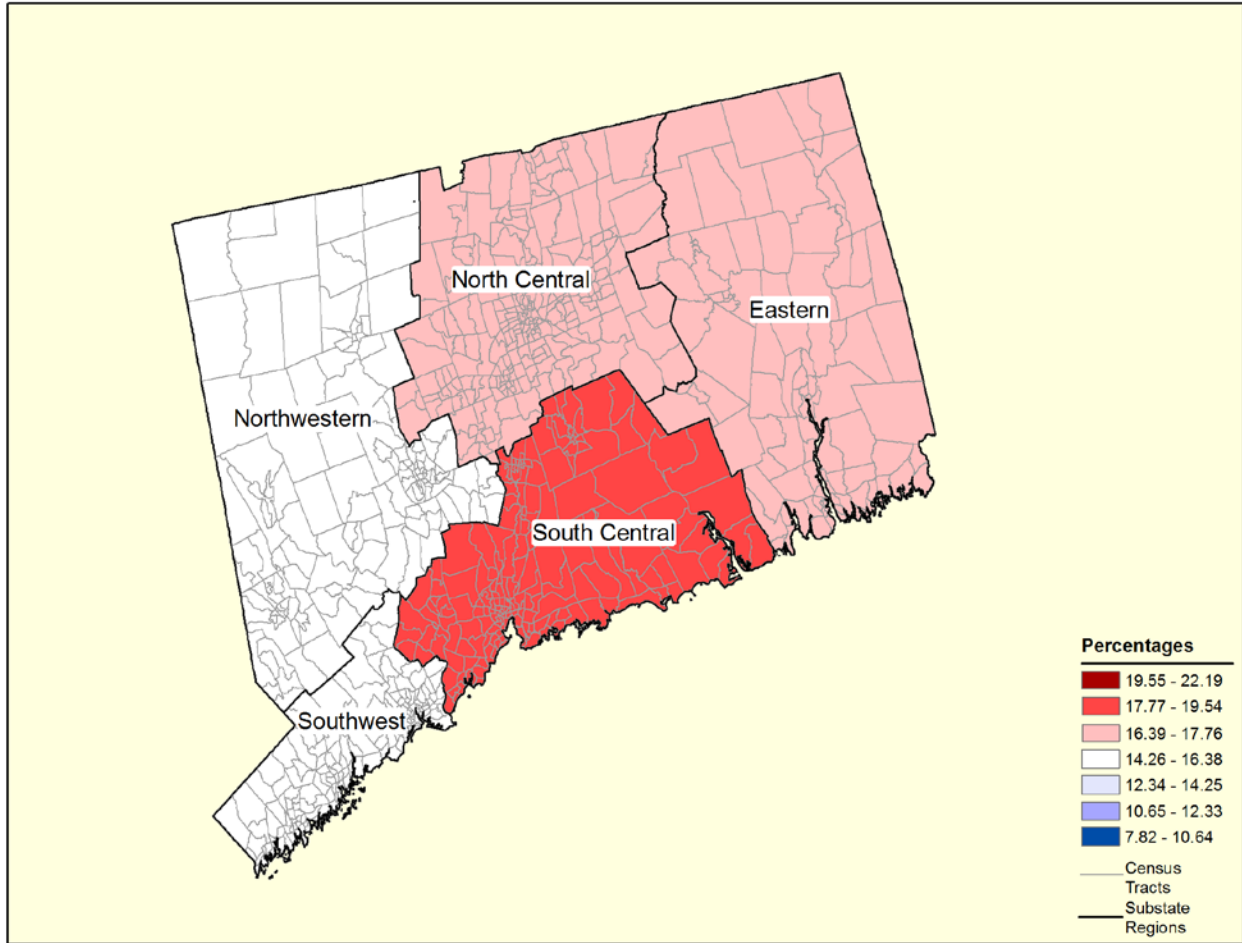 North Central
Eastern
Northwestern
South Central
Southwest
Percentages
19.55 - 22.19
17.77 - 19.54
16.39 - 17.76
14.26 - 16.38
12.34 - 14.25
10.65 - 12.33
7.82 - 10.64
Census
Tracts
Substate
Regions